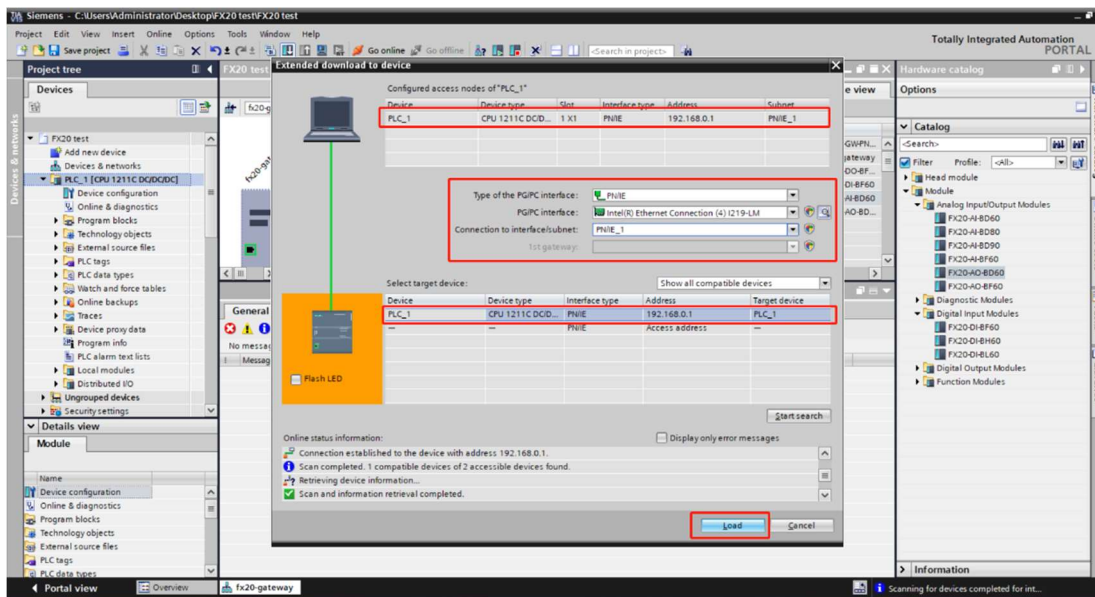 Siemens - C:\Users\Administrator\Desktop\FX20 test\FX20 test
Project Edit View Insert Online Options Tools Window Help
Save project Go online Go offline <Search in project>
Totally Integrated Automation
PORTAL
Project tree
Devices
Devices & networks
FX20 test
Add new device
Devices & networks
PLC_1 [CPU 1211C DC/DC/DC]
Device configuration
Online & diagnostics
Program blocks
Technology objects
External source files
PLC tags
PLC data types
Watch and force tables
Online backups
Traces
Device proxy data
Program info
PLC alarm text lists
Local modules
Distributed I/O
Ungrouped devices
Security settings
Details view
Module
Name
Device configuration
Online & diagnostics
Program blocks
Technology objects
External source files
PLC tags
PLC data types
FX20 test
General
No messag
Messag
Extended download to device
Configured access nodes of "PLC_1"
Device Device type Slot Interface type Address Subnet
PLC_1 CPU 1211C DC/D... 1 X1 PN/IE 192.168.0.1 PN/IE_1
Type of the PG/PC interface: PN/IE
PG/PC interface: Intel(R) Ethernet Connection (4) I219-LM
Connection to interface/subnet: PN/IE_1
1st gateway:
Select target device: Show all compatible devices
Device Device type Interface type Address Target device
PLC_1 CPU 1211C DC/D... PN/IE 192.168.0.1 PLC_1
— — PN/IE Access address —
Flash LED
Start search
Online status information: Display only error messages
Connection established to the device with address 192.168.0.1.
Scan completed. 1 compatible devices of 2 accessible devices found.
Retrieving device information...
Scan and information retrieval completed.
Load Cancel
e view
Hardware catalog
Options
Catalog
<Search>
Filter Profile: <All>
Head module
Module
Analog Input/Output Modules
FX20-AI-BD60
FX20-AI-BD80
FX20-AI-BD90
FX20-AI-BF60
FX20-AO-BD60
FX20-AO-BF60
Diagnostic Modules
Digital Input Modules
FX20-DI-BF60
FX20-DI-BH60
FX20-DI-BL60
Digital Output Modules
Function Modules
Information
Portal view Overview fx20-gateway
Scanning for devices completed for int...